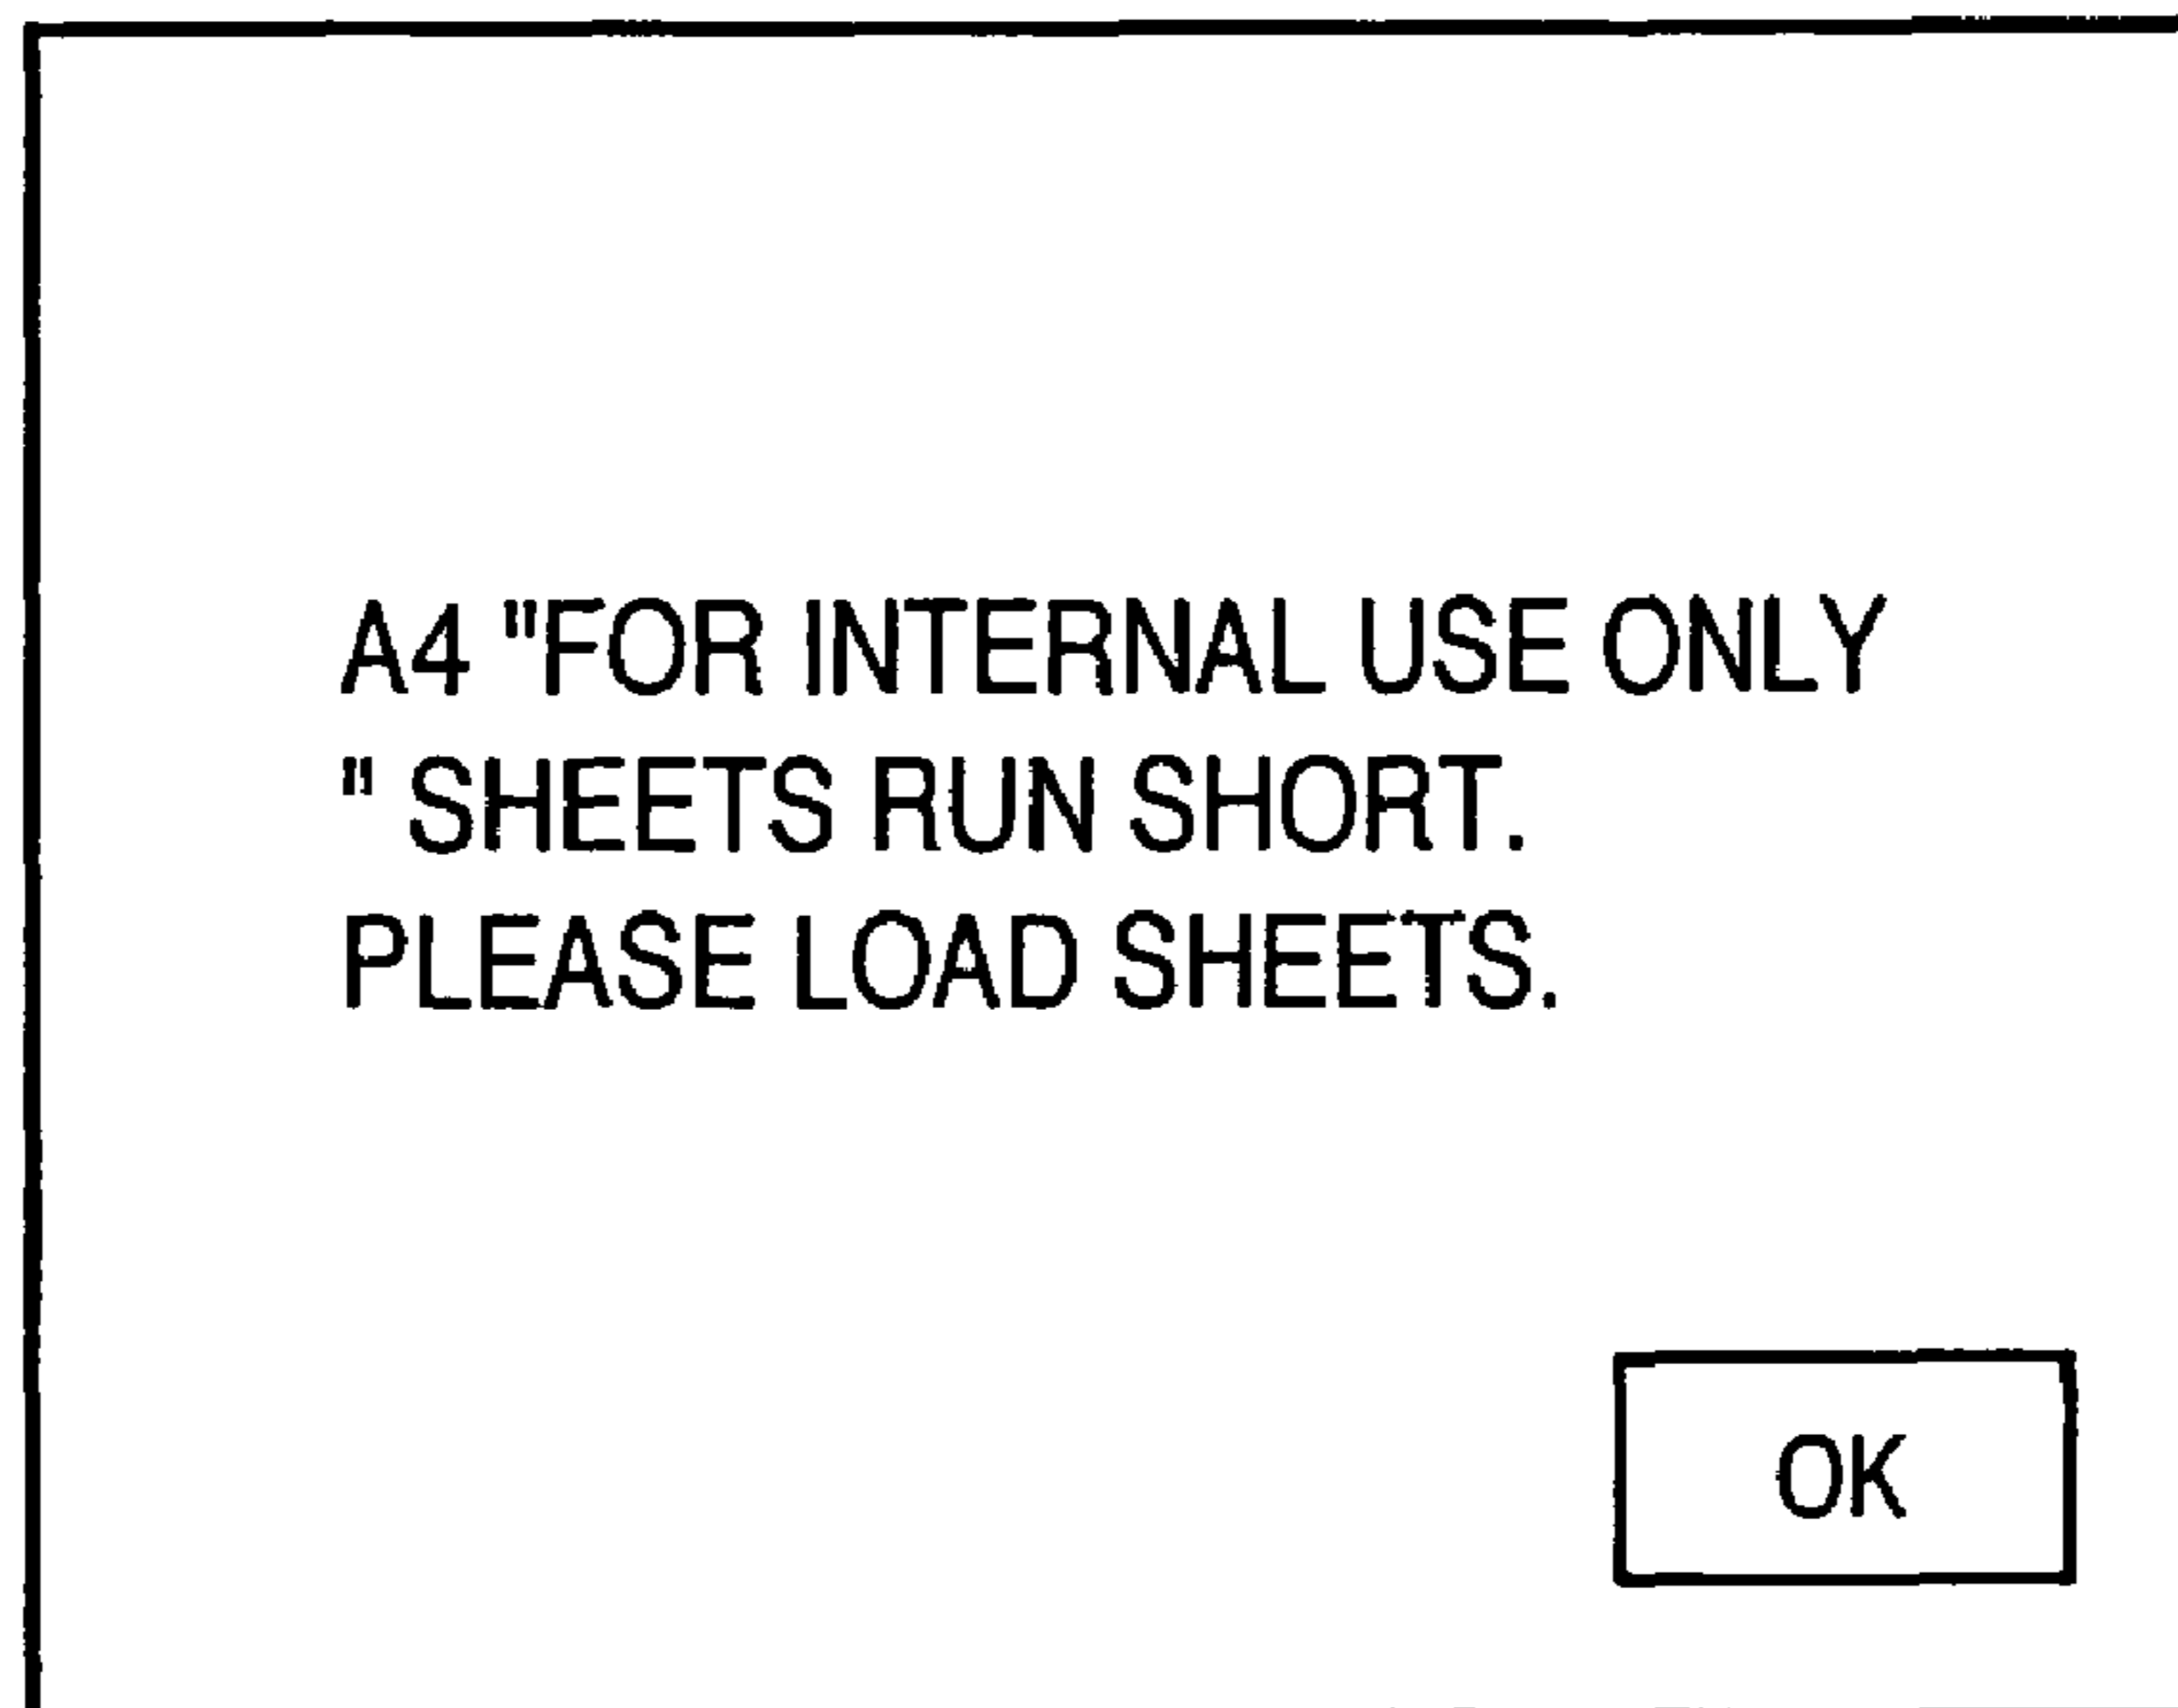 A4 "FOR INTERNAL USE ONLY
" SHEETS RUN SHORT.
PLEASE LOAD SHEETS.
OK